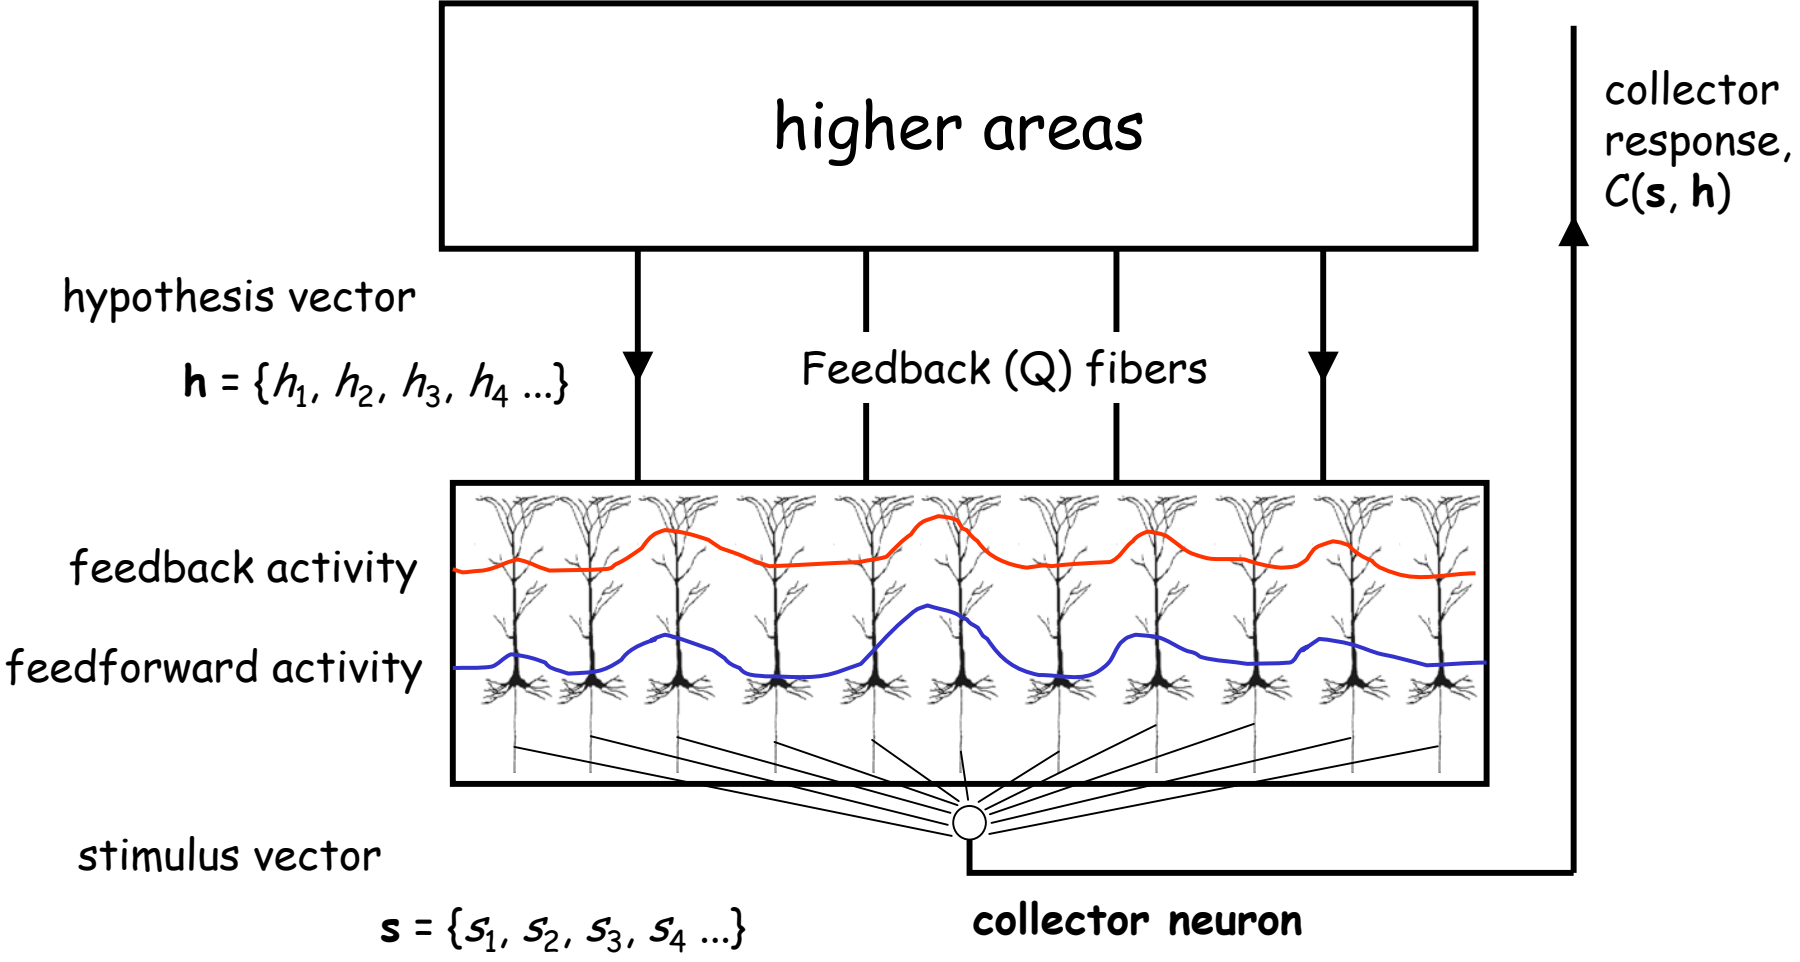 higher areas
collector
response,
C(s, h)
hypothesis vector
h = {h₁, h₂, h₃, h₄ ...}
Feedback (Q) fibers
feedback activity
feedforward activity
stimulus vector
s = {s₁, s₂, s₃, s₄ ...}
collector neuron